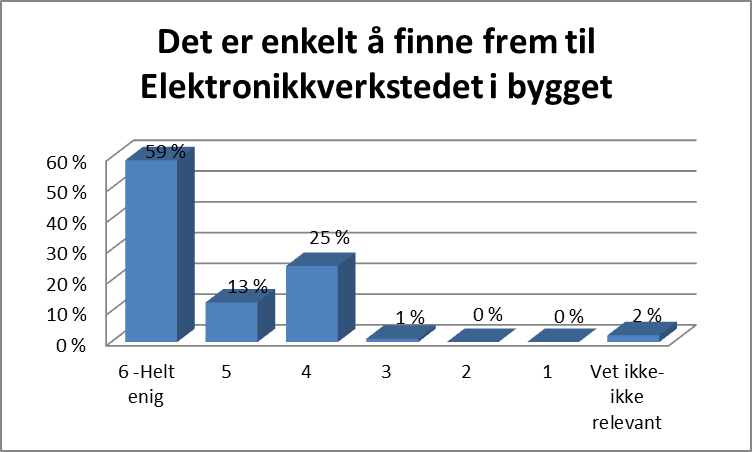 Det er enkelt å finne frem til
Elektronikkverkstedet i bygget
60 %
50 %
40 %
30 %
20 %
10 %
0 %
59 %
13 %
25 %
1 %
0 %
0 %
2 %
6 -Helt
enig
5
4
3
2
1
Vet ikke-
ikke
relevant